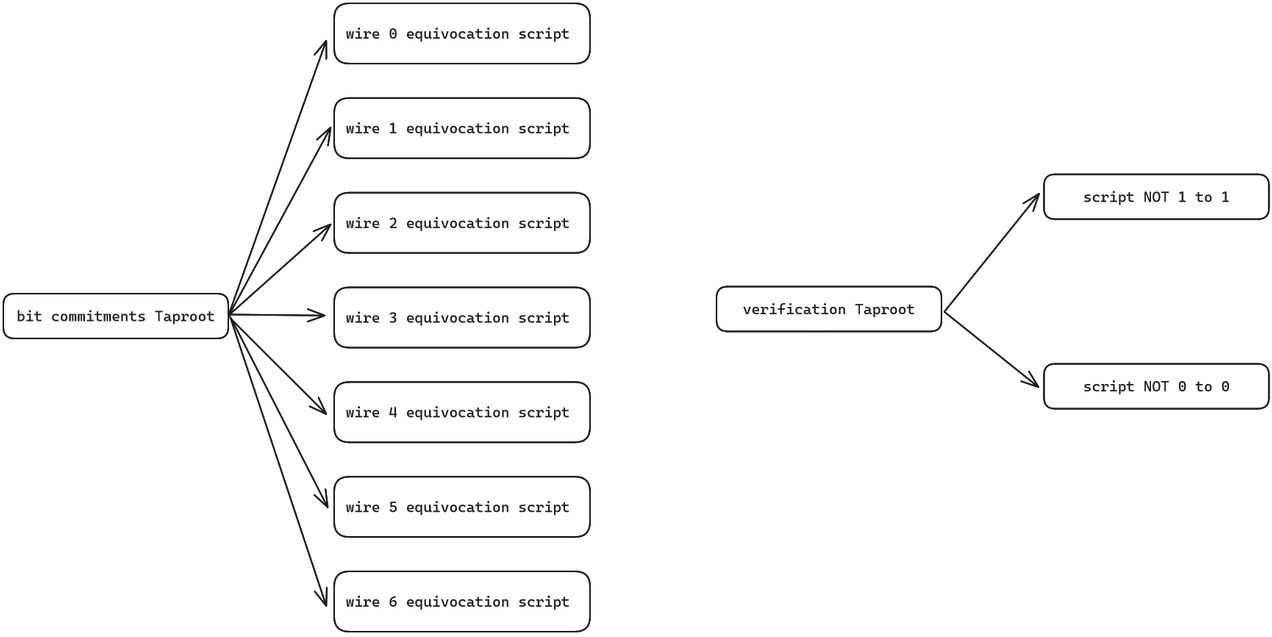 wire 0 equivocation script
wire 1 equivocation script
wire 2 equivocation script
bit commitments Taproot
wire 3 equivocation script
wire 4 equivocation script
wire 5 equivocation script
wire 6 equivocation script
script NOT 1 to 1
verification Taproot
script NOT 0 to 0